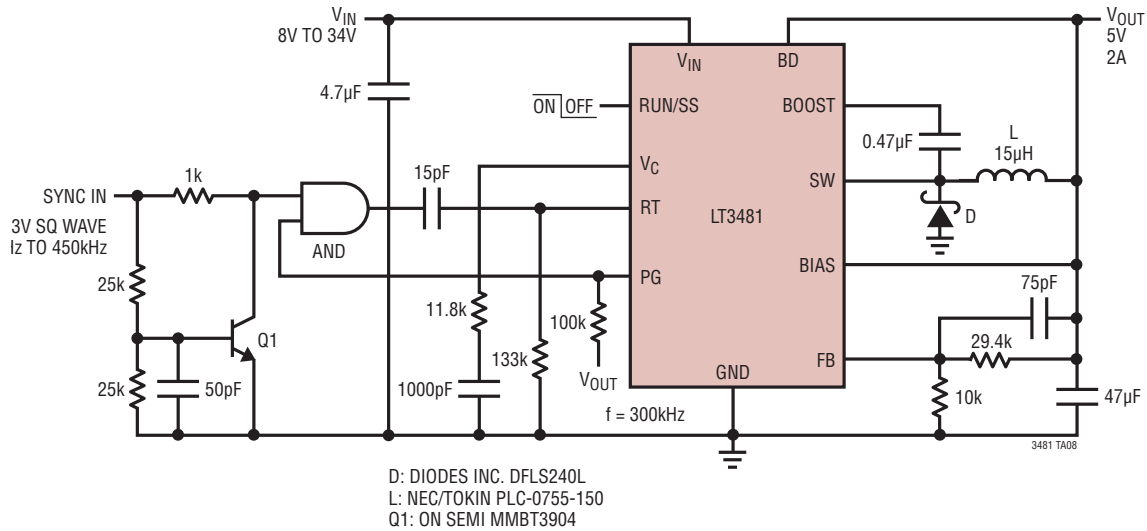 VIN
8V TO 34V
VOUT
5V
2A
4.7µF
VIN
BD
ON OFF
RUN/SS
BOOST
0.47µF
L
15µH
VC
15pF
1k
SYNC IN
3V SQ WAVE
Iz TO 450kHz
AND
RT
LT3481
SW
D
PG
BIAS
25k
Q1
11.8k
133k
100k
VOUT
75pF
29.4k
FB
25k
50pF
1000pF
GND
f = 300kHz
10k
47µF
3481 TA08
D: DIODES INC. DFLS240L
L: NEC/TOKIN PLC-0755-150
Q1: ON SEMI MMBT3904